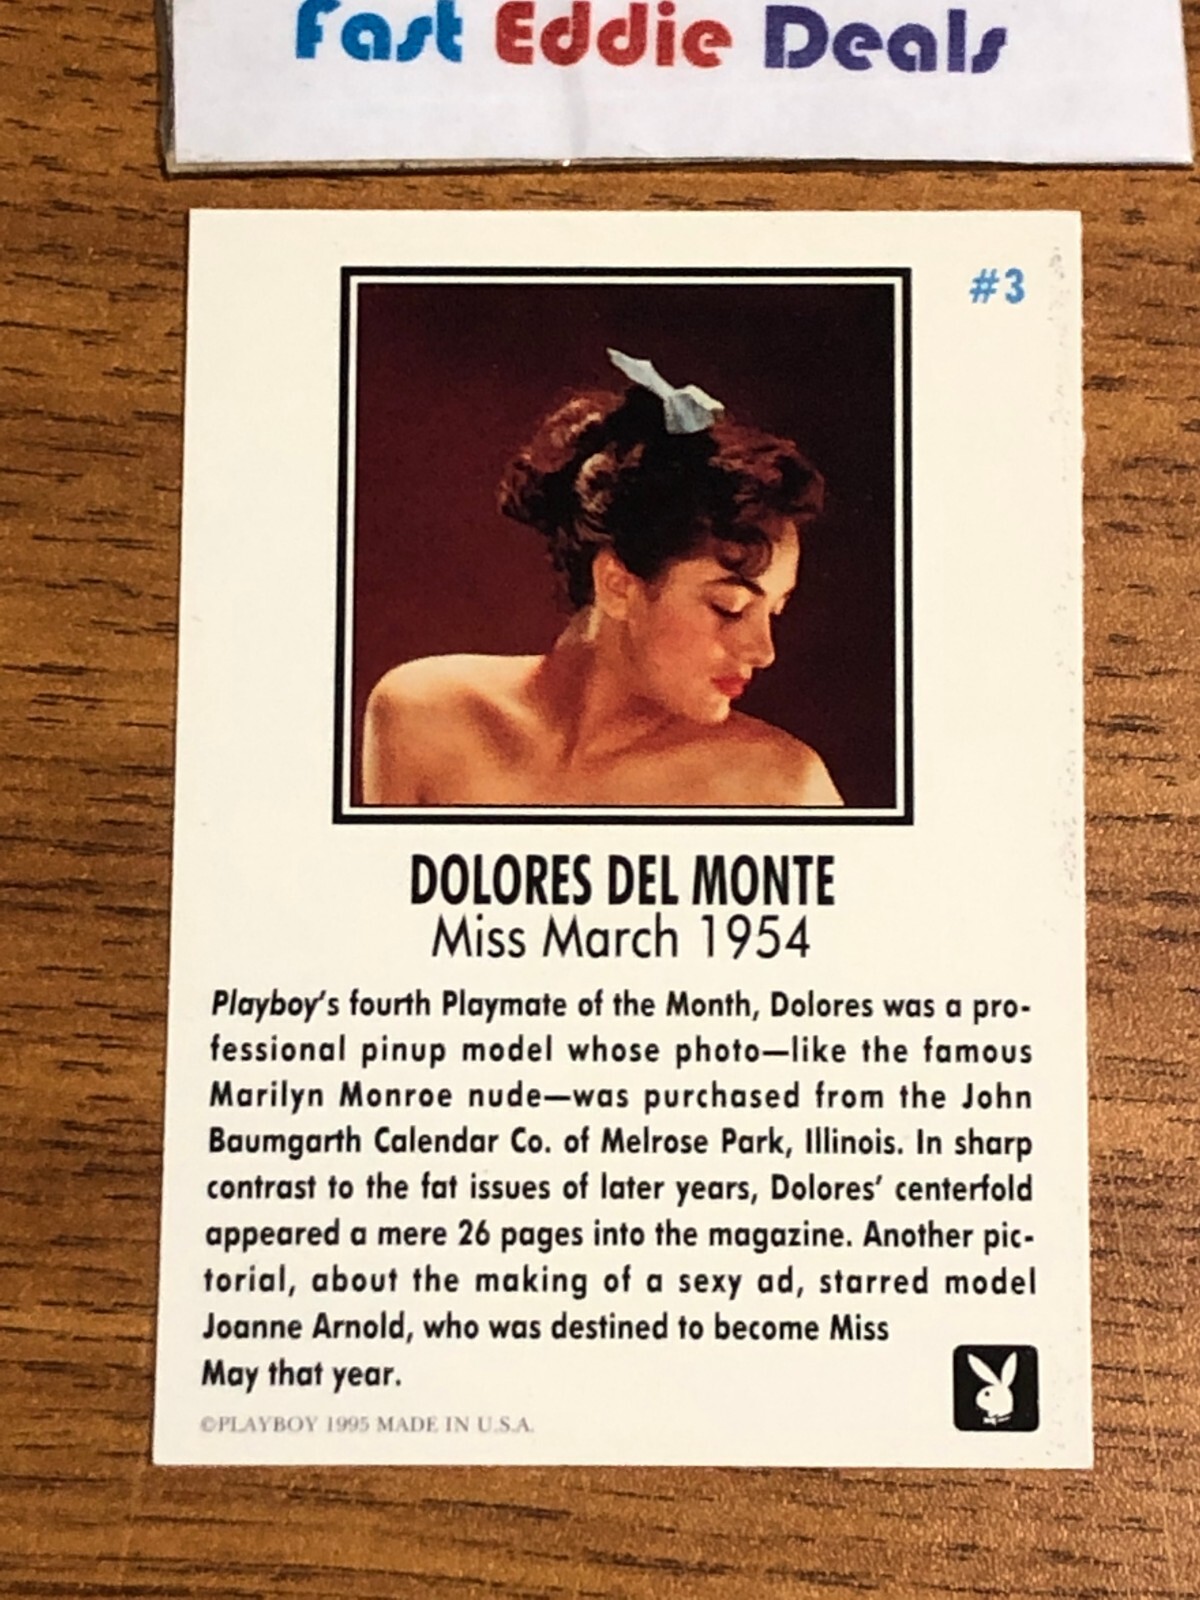 Fast Eddie Deals
#3
DOLORES DEL MONTE
Miss March 1954
Playboy's fourth Playmate of the Month, Dolores was a pro-
fessional pinup model whose photo—like the famous
Marilyn Monroe nude—was purchased from the John
Baumgarth Calendar Co. of Melrose Park, Illinois. In sharp
contrast to the fat issues of later years, Dolores' centerfold
appeared a mere 26 pages into the magazine. Another pic-
torial, about the making of a sexy ad, starred model
Joanne Arnold, who was destined to become Miss
May that year.
©PLAYBOY 1995 MADE IN U.S.A.